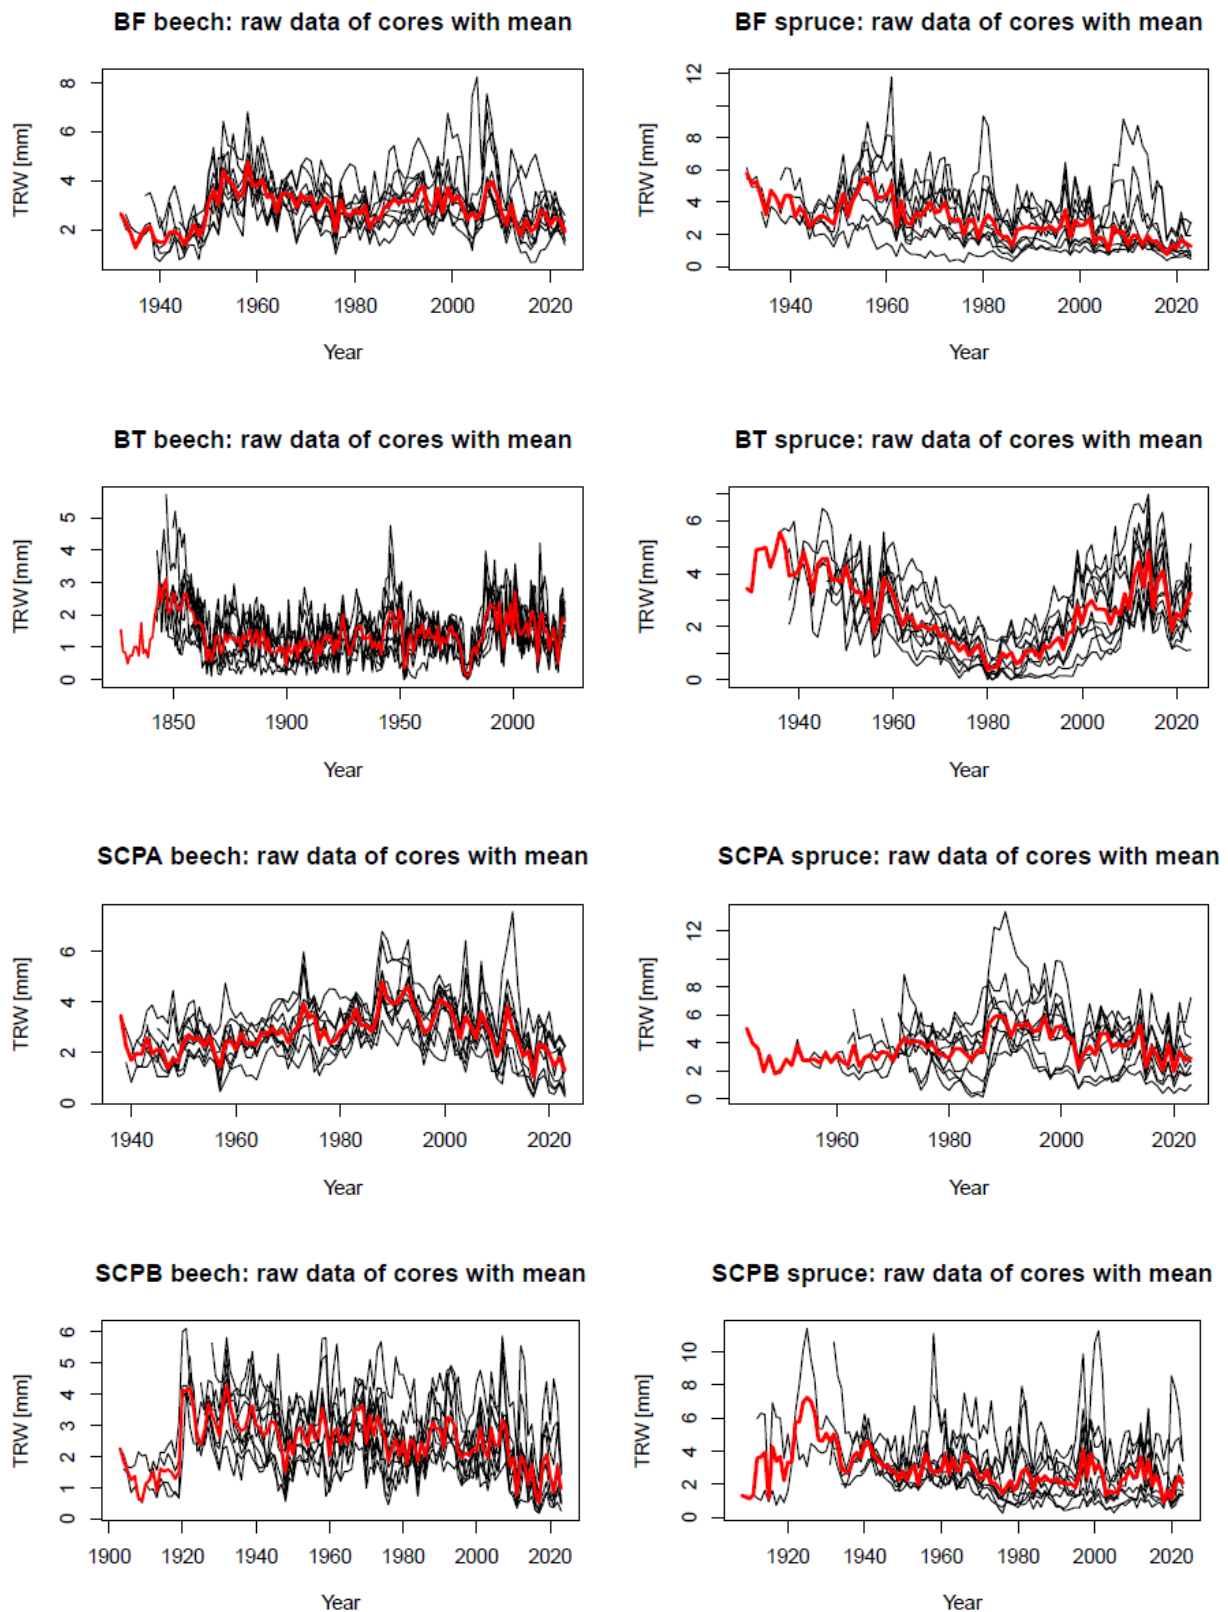 BF beech: raw data of cores with mean
8
6
4
2
TRW [mm]
1940 1960 1980 2000 2020
Year
BF spruce: raw data of cores with mean
12
8
6
4
2
0
TRW [mm]
1940 1960 1980 2000 2020
Year
BT beech: raw data of cores with mean
5
4
3
2
1
0
TRW [mm]
1850 1900 1950 2000
Year
BT spruce: raw data of cores with mean
6
4
2
0
TRW [mm]
1940 1960 1980 2000 2020
Year
SCPA beech: raw data of cores with mean
6
4
2
0
TRW [mm]
1940 1960 1980 2000 2020
Year
SCPA spruce: raw data of cores with mean
12
8
6
4
2
0
TRW [mm]
1960 1980 2000 2020
Year
SCPB beech: raw data of cores with mean
6
5
4
3
2
1
0
TRW [mm]
1900 1920 1940 1960 1980 2000 2020
Year
SCPB spruce: raw data of cores with mean
10
8
6
4
2
0
TRW [mm]
1920 1940 1960 1980 2000 2020
Year